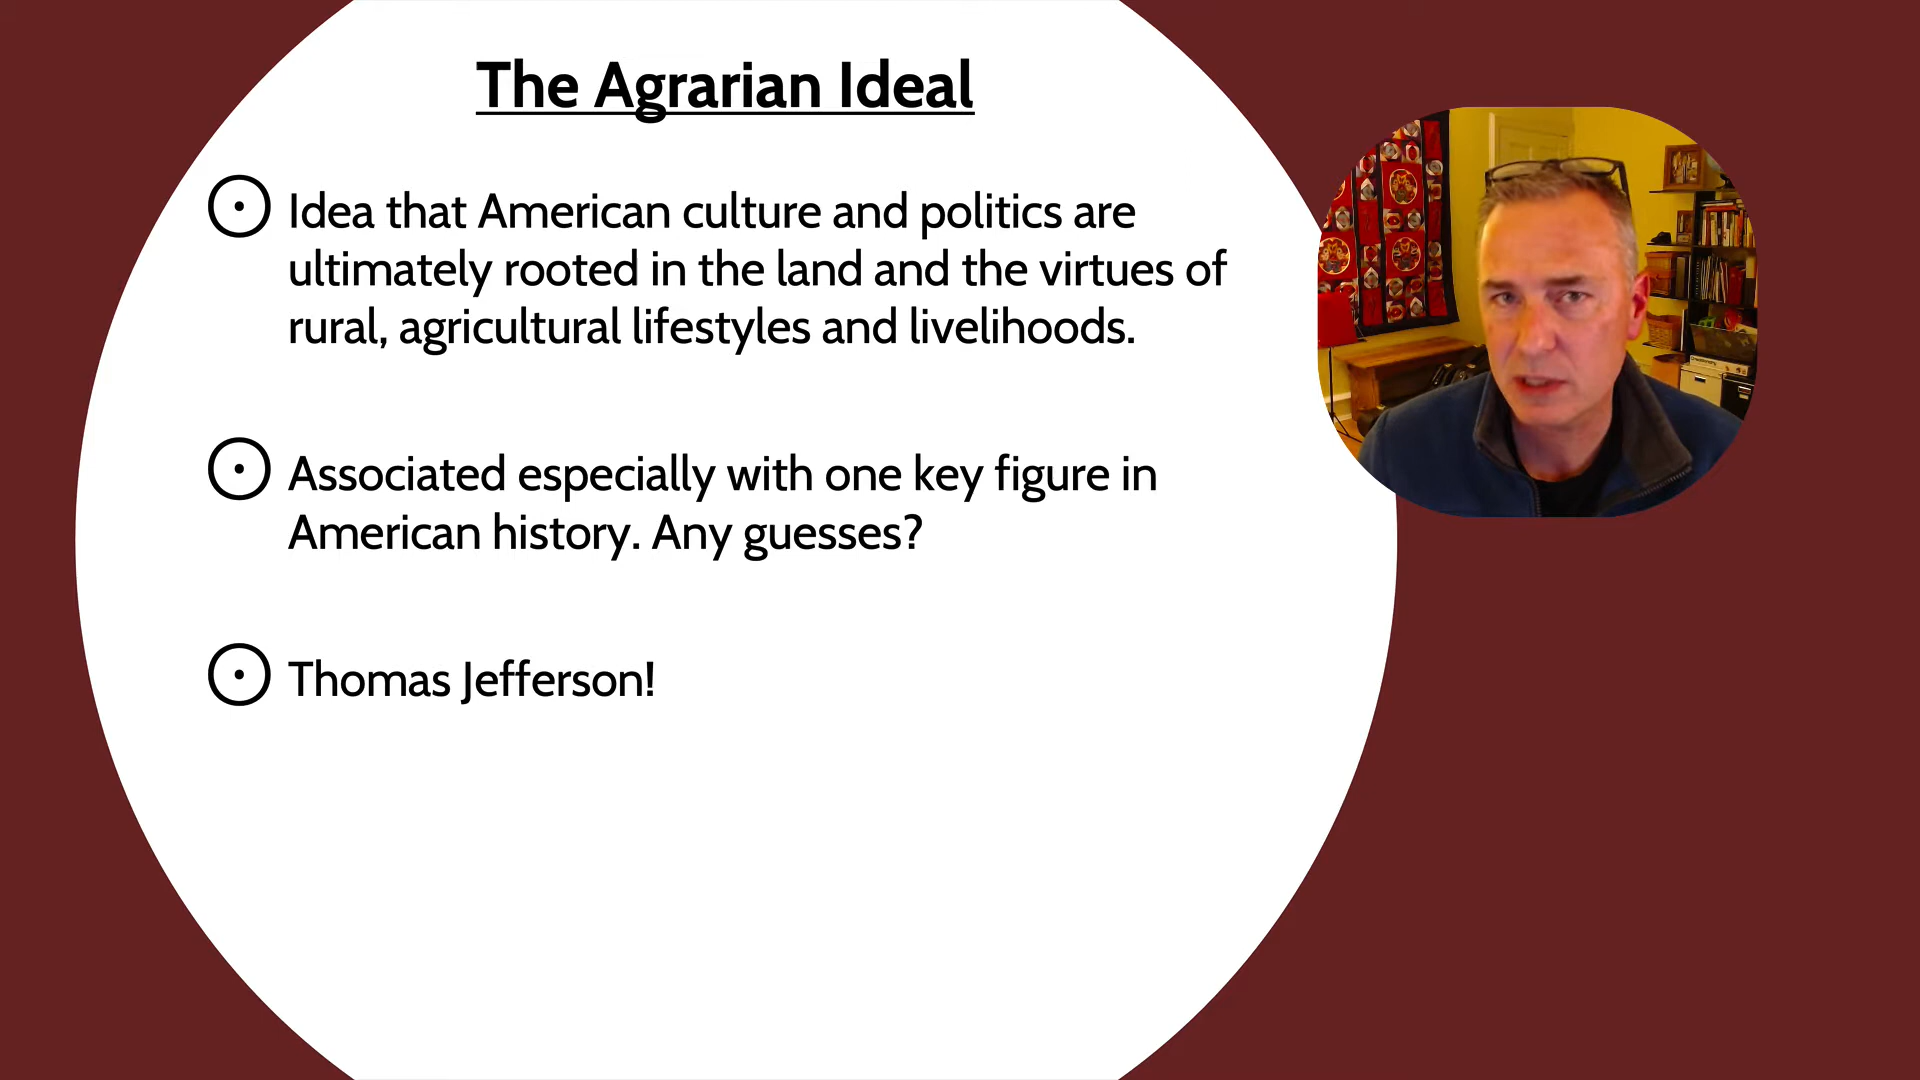 The Agrarian Ideal
Idea that American culture and politics are
ultimately rooted in the land and the virtues of
rural, agricultural lifestyles and livelihoods.
Associated especially with one key figure in
American history. Any guesses?
Thomas Jefferson!